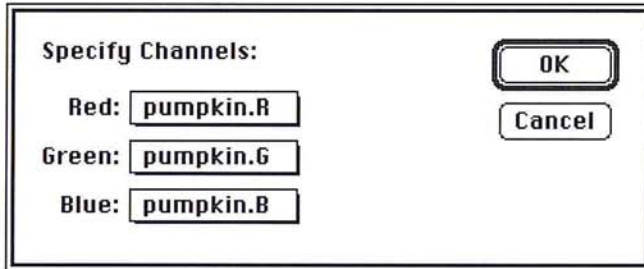 Specify Channels:
OK
Red: pumpkin.R
Cancel
Green: pumpkin.G
Blue: pumpkin.B